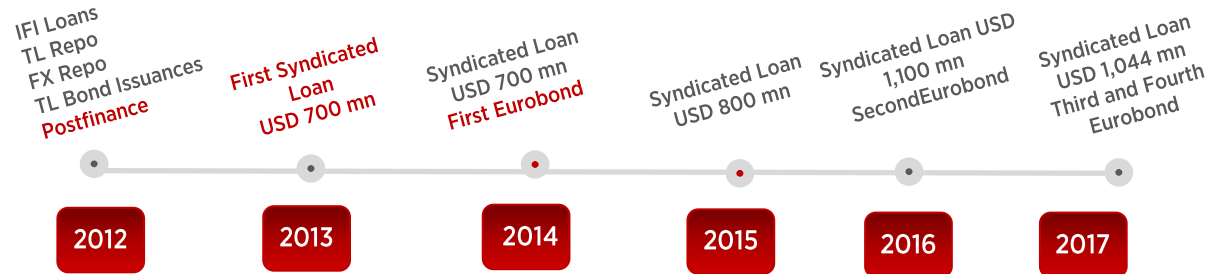 IFI Loans
TL Repo
FX Repo
TL Bond Issuances
Postfinance
First Syndicated
Loan
USD 700 mn
Syndicated Loan
USD 700 mn
First Eurobond
Syndicated Loan
USD 800 mn
Syndicated Loan USD
1,100 mn
SecondEurobond
Syndicated Loan
USD 1,044 mn
Third and Fourth
Eurobond
2012
2013
2014
2015
2016
2017